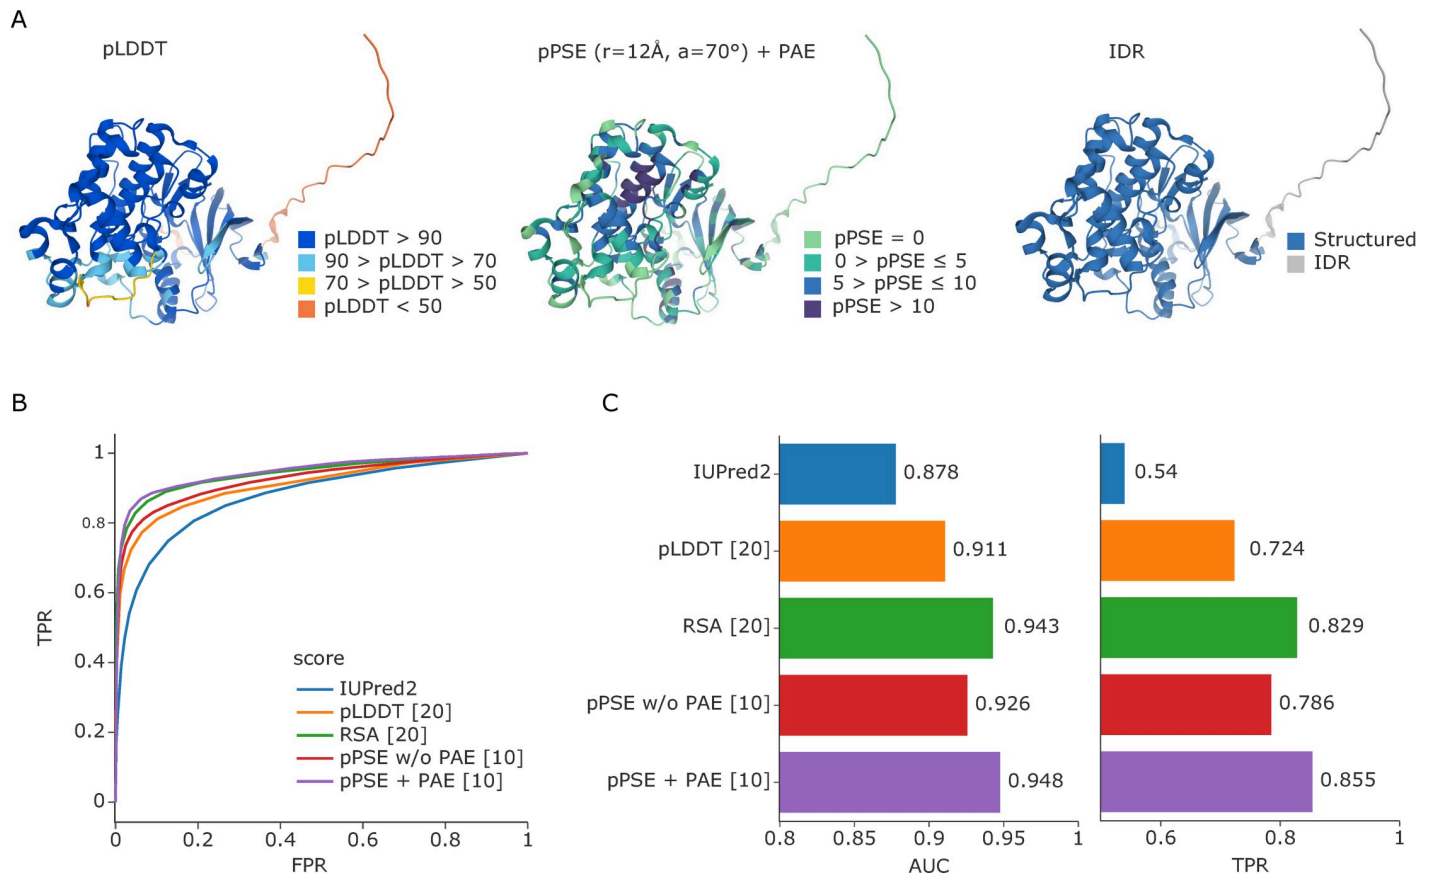 A
pLDDT
pPSE (r=12Å, a=70°) + PAE
IDR
pLDDT > 90
90 > pLDDT > 70
70 > pLDDT > 50
pLDDT < 50
pPSE = 0
0 > pPSE ≤ 5
5 > pPSE ≤ 10
pPSE > 10
Structured
IDR
B
1
0.8
0.6
0.4
0.2
0
TPR
0
0.2
0.4
0.6
0.8
1
FPR
score
IUPred2
pLDDT [20]
RSA [20]
pPSE w/o PAE [10]
pPSE + PAE [10]
C
IUPred2
0.878
0.54
pLDDT [20]
0.911
0.724
RSA [20]
0.943
0.829
pPSE w/o PAE [10]
0.926
0.786
pPSE + PAE [10]
0.948
0.855
0.8
0.85
0.9
0.95
1
AUC
0.6
0.8
1
TPR